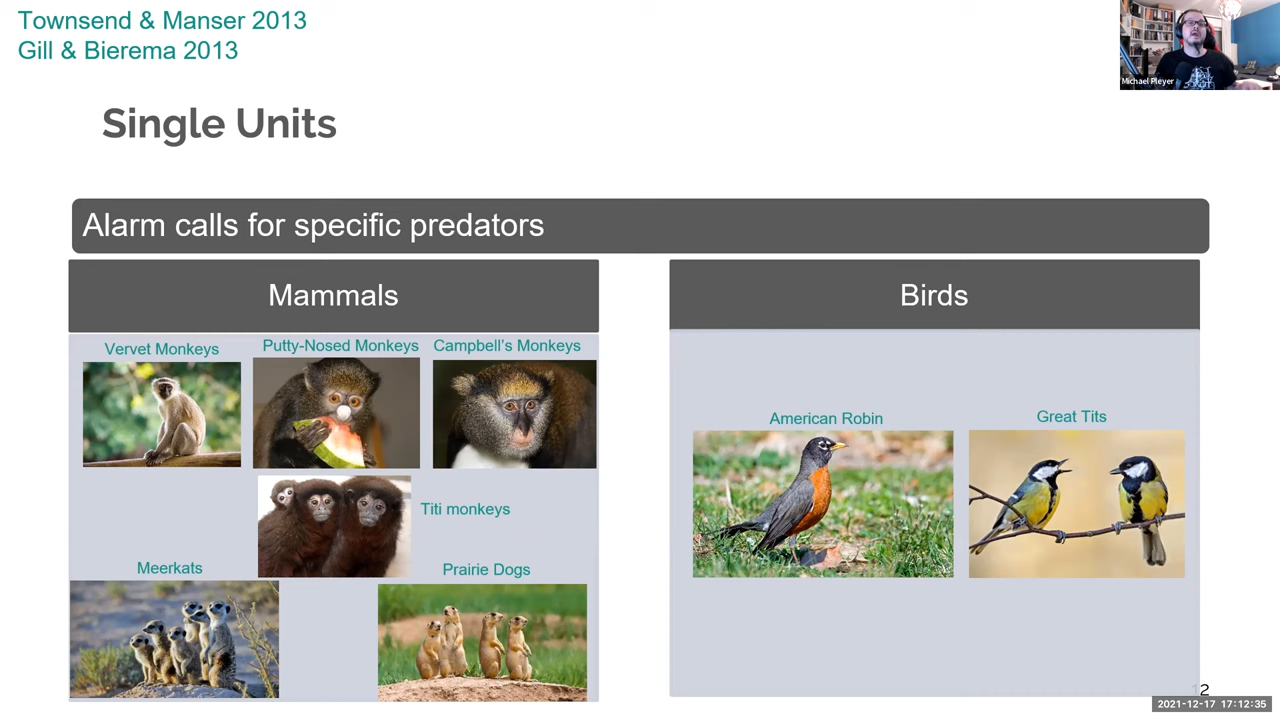 Townsend & Manser 2013
Gill & Bierema 2013
Michael Pleyer
Single Units
Alarm calls for specific predators
Mammals
Birds
Vervet Monkeys
Putty-Nosed Monkeys
Campbell's Monkeys
American Robin
Great Tits
Titi monkeys
Meerkats
Prairie Dogs
12
2021-12-17 17:12:35